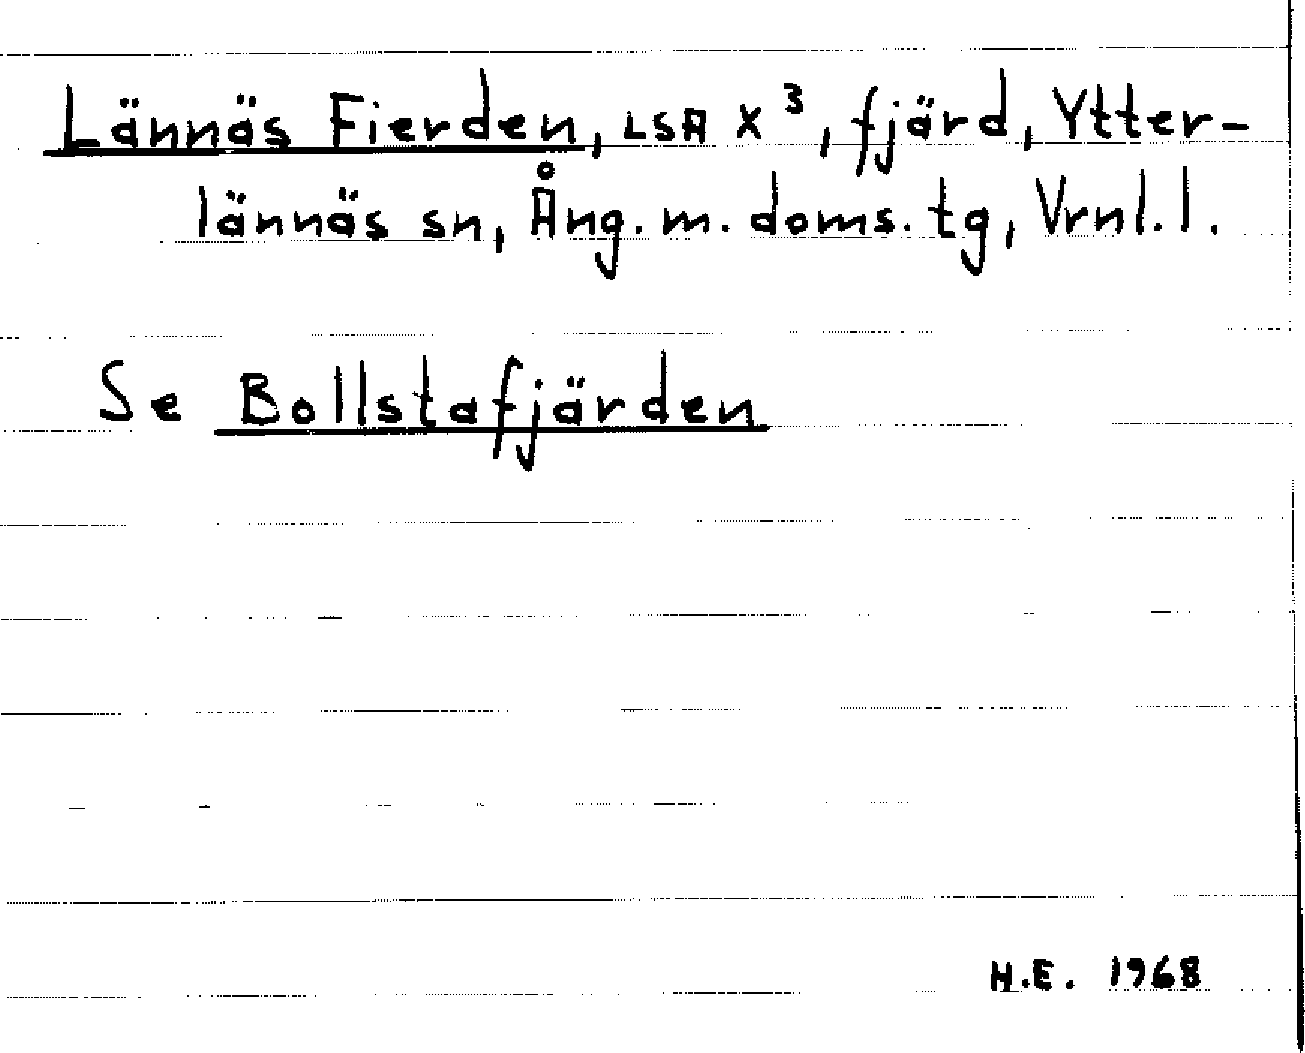 Lännäs Fierden, LSA X³, fjärd, Ytter-
lännäs sn, Ång. m. doms. tg, Vrnl. l.
Se Bollstafjärden
H.E. 1968